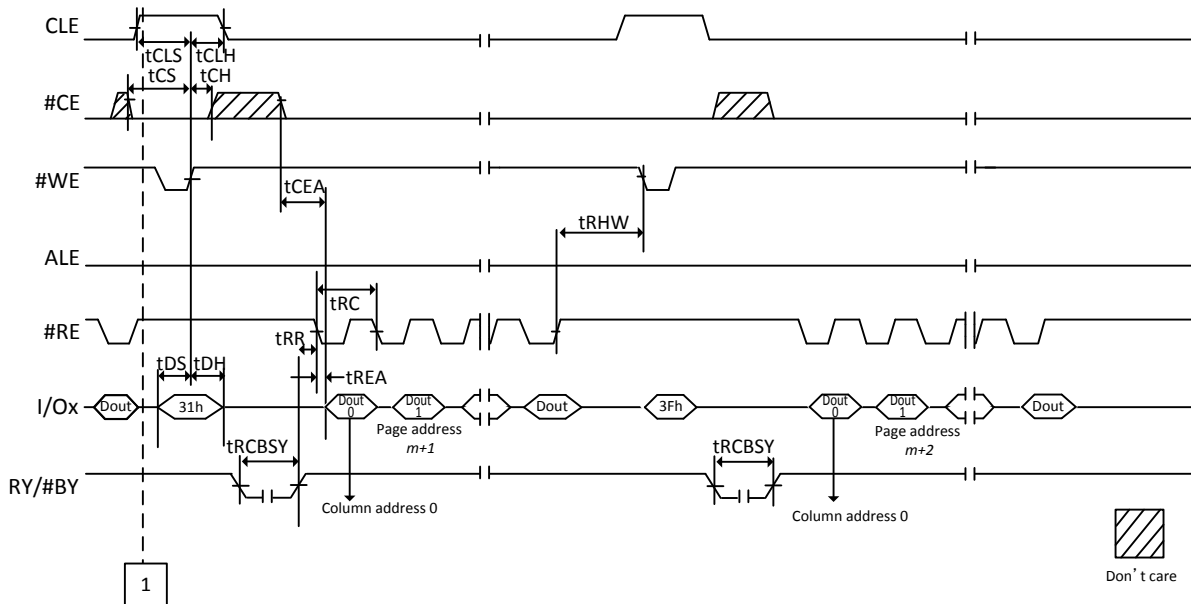 CLE
tCLS tCLH
tCS tCH
#CE
#WE
tCEA
tRHW
ALE
tRC
#RE
tRR
tDS tDH
tREA
I/Ox
Dout
31h
Dout
0
Dout
1
Dout
3Fh
Dout
0
Dout
1
Dout
Page address
m+1
Page address
m+2
tRCBSY
tRCBSY
RY/#BY
Column address 0
Column address 0
1
Don't care